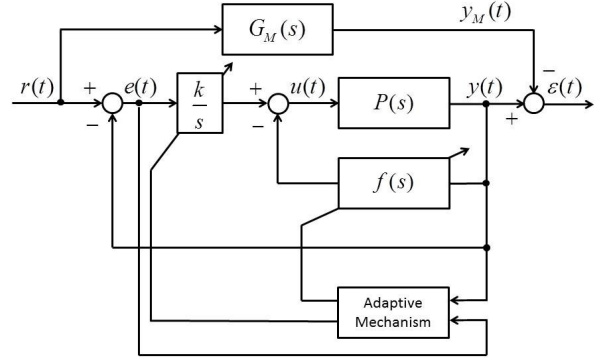 G_M(s)
y_M(t)
r(t)
+
e(t)
k
s
+
u(t)
P(s)
y(t)
−
ε(t)
−
−
+
f(s)
Adaptive
Mechanism